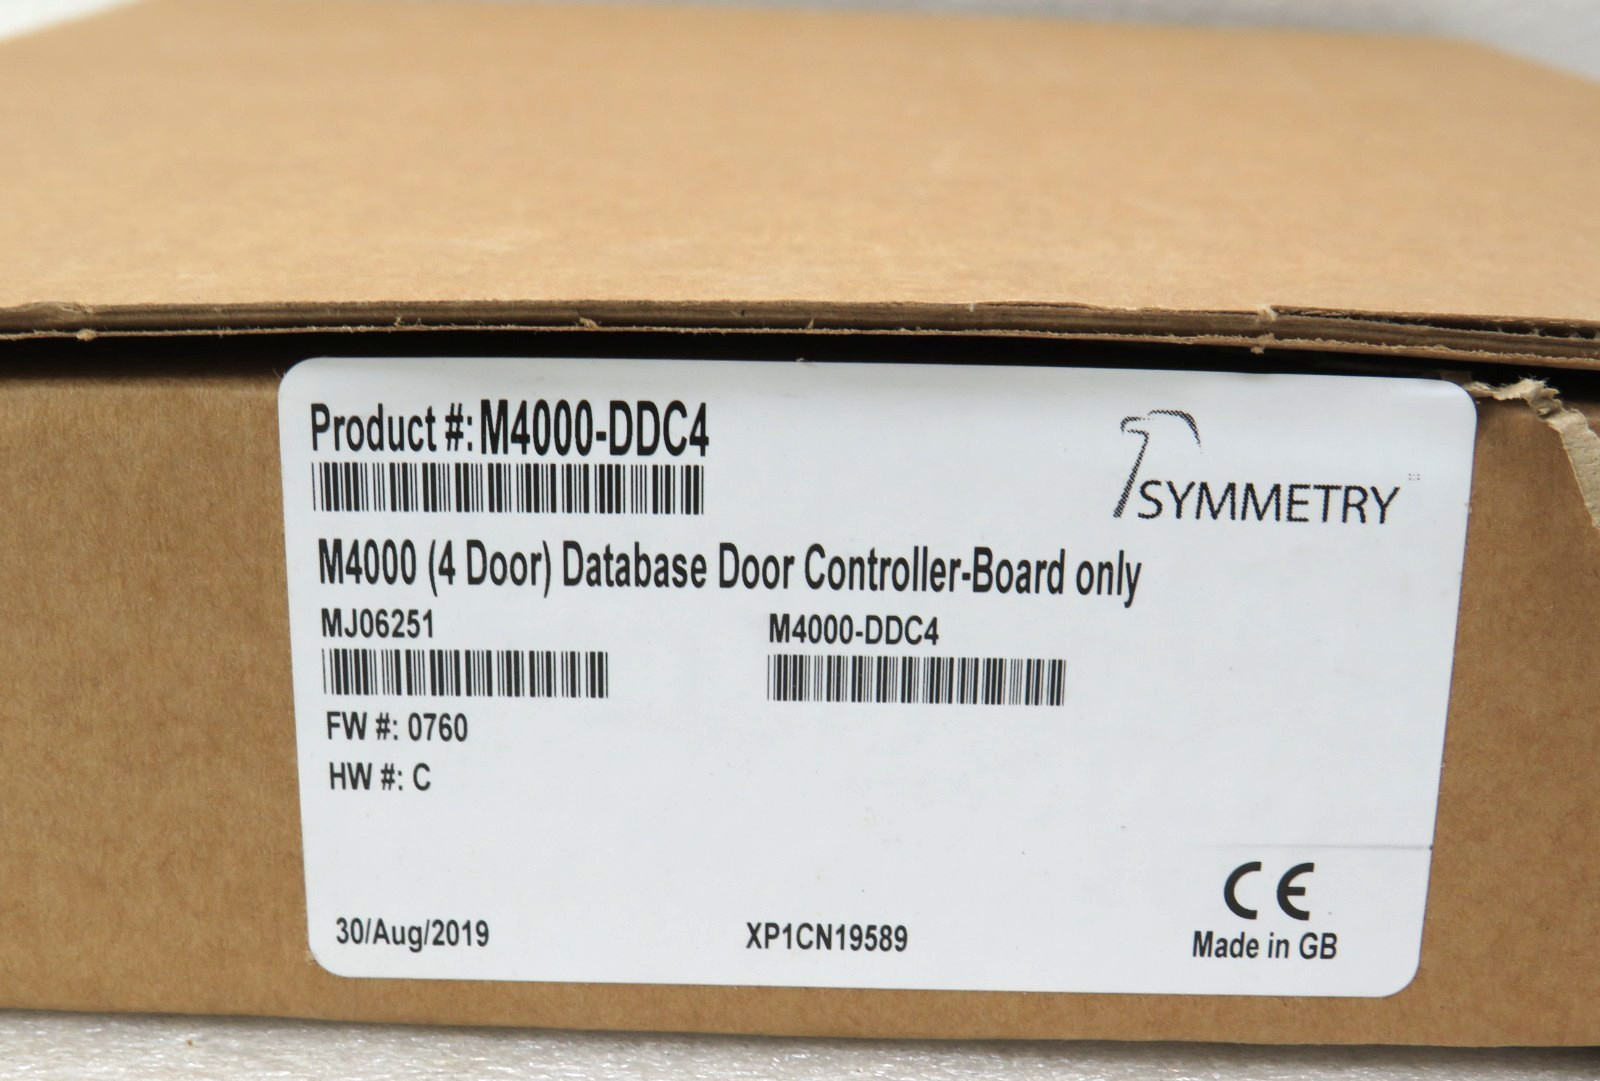 Product #: M4000-DDC4
SYMMETRY
M4000 (4 Door) Database Door Controller-Board only
MJ06251
M4000-DDC4
FW #: 0760
HW #: C
CE
30/Aug/2019
XP1CN19589
Made in GB